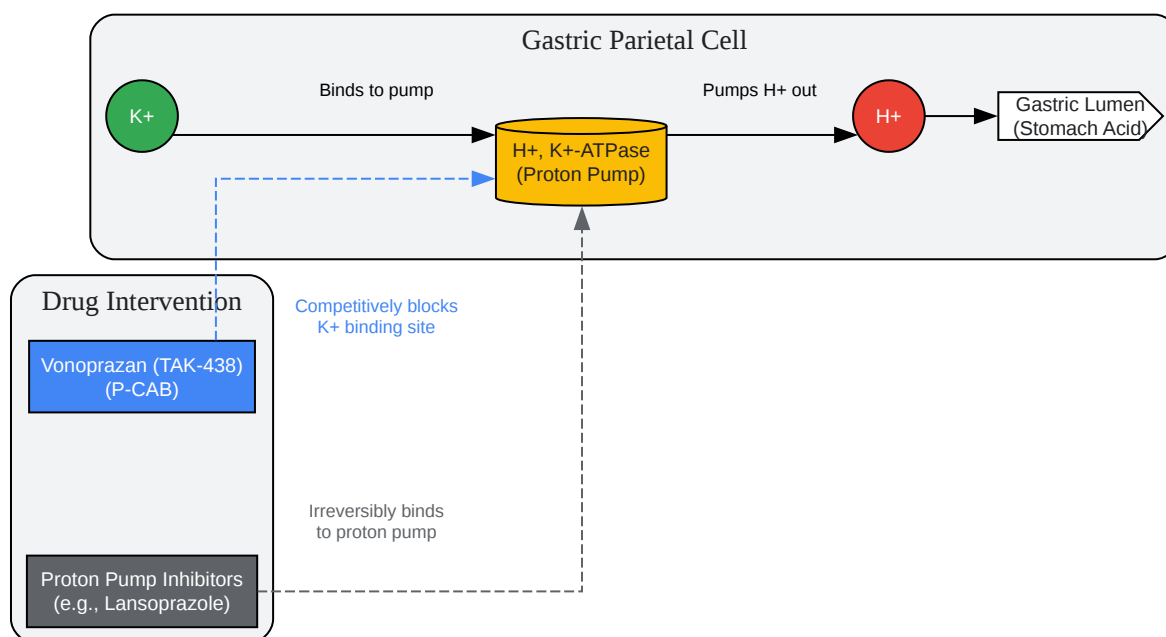 Gastric Parietal Cell
K+
Binds to pump
H+, K+-ATPase
(Proton Pump)
Pumps H+ out
H+
Gastric Lumen
(Stomach Acid)
Drug Intervention
Vonoprazan (TAK-438)
(P-CAB)
Competitively blocks
K+ binding site
Irreversibly binds
to proton pump
Proton Pump Inhibitors
(e.g., Lansoprazole)